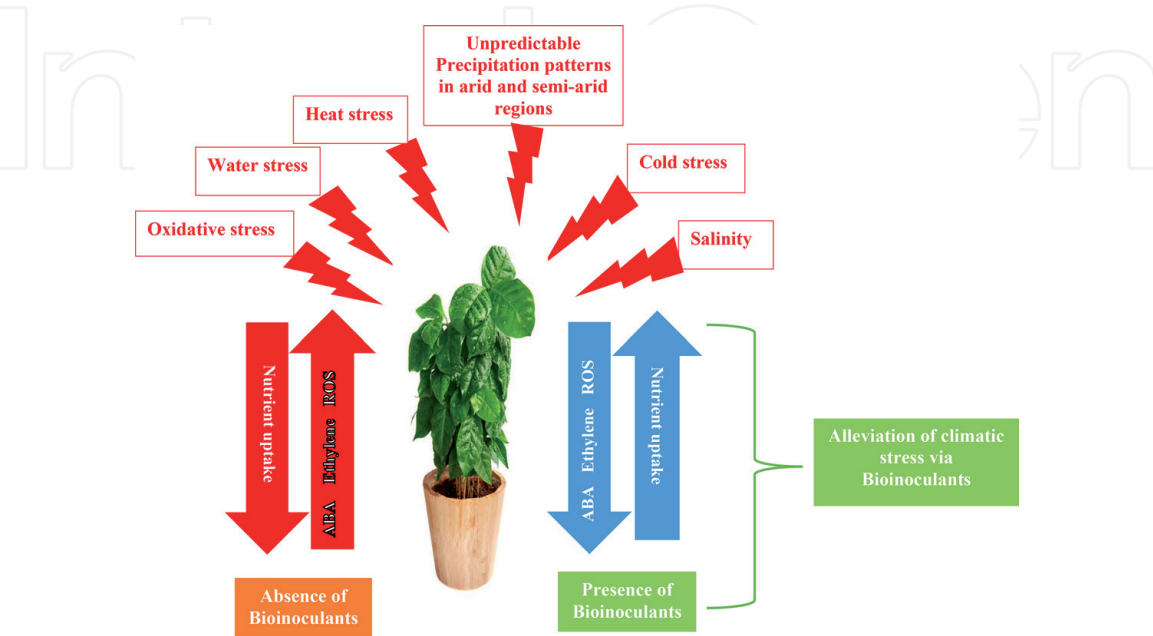 Unpredictable
Precipitation patterns
in arid and semi-arid
regions
Heat stress
Water stress
Oxidative stress
Cold stress
Salinity
Nutrient uptake
ABA Ethylene ROS
ABA Ethylene ROS
Nutrient uptake
Alleviation of climatic
stress via
Bioinoculants
Absence of
Bioinoculants
Presence of
Bioinoculants